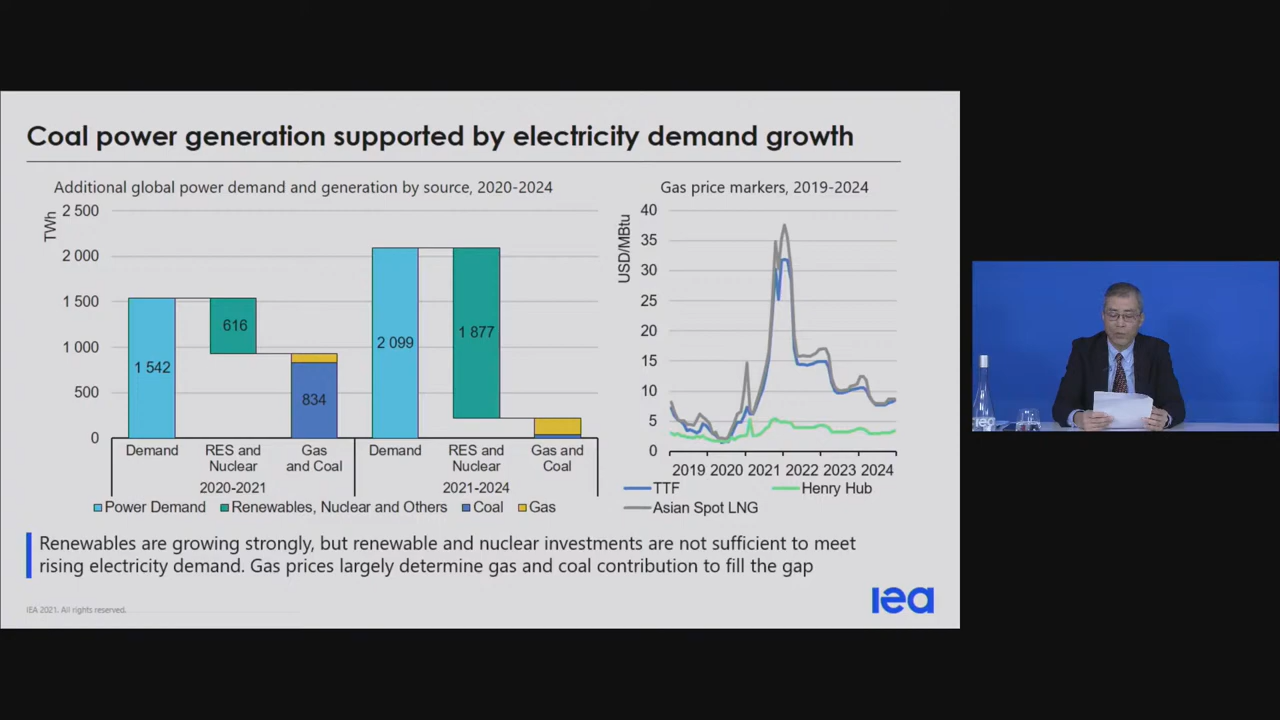 Coal power generation supported by electricity demand growth
Additional global power demand and generation by source, 2020-2024
TWh
2 500
2 000
1 500
1 000
500
0
1 542
616
834
2 099
1 877
Demand
RES and
Nuclear
Gas
and Coal
Demand
RES and
Nuclear
Gas and
Coal
2020-2021
2021-2024
Power Demand
Renewables, Nuclear and Others
Coal
Gas
Gas price markers, 2019-2024
USD/MBtu
40
35
30
25
20
15
10
5
0
2019 2020 2021 2022 2023 2024
TTF
Henry Hub
Asian Spot LNG
Renewables are growing strongly, but renewable and nuclear investments are not sufficient to meet
rising electricity demand. Gas prices largely determine gas and coal contribution to fill the gap
IEA 2021. All rights reserved.
iea
iea